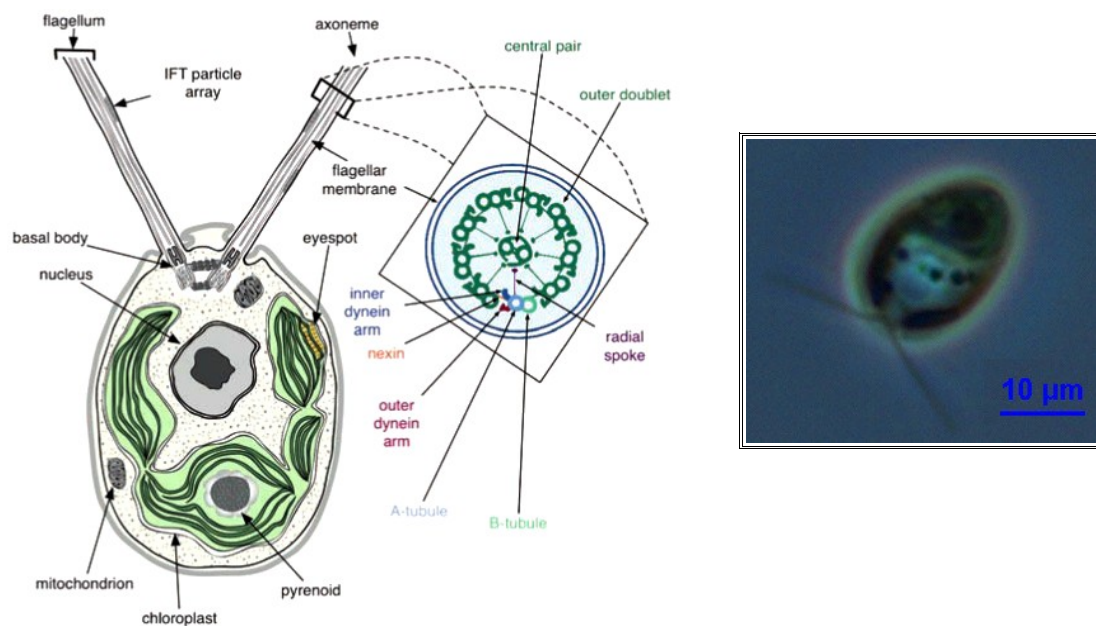 flagellum
IFT particle
array
axoneme
central pair
outer doublet
flagellar
membrane
basal body
nucleus
eyespot
inner
dynein
arm
nexin
radial
spoke
outer
dynein
arm
A-tubule
B-tubule
mitochondrion
chloroplast
pyrenoid
10 µm